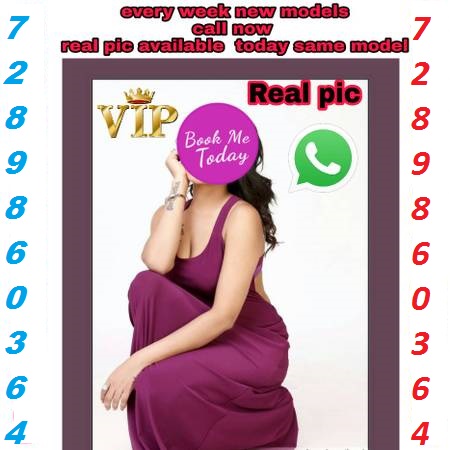 every week new models
call now
real pic available today same model
7289860364
7289860364
VIP
Real pic
Book Me
Today